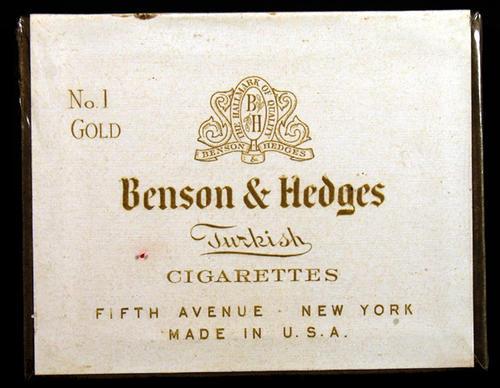 No. 1
GOLD
THE HALLMARK OF QUALITY
B
H
BENSON & HEDGES
Benson & Hedges
Turkish
CIGARETTES
FIFTH AVENUE · NEW YORK
MADE IN U.S.A.